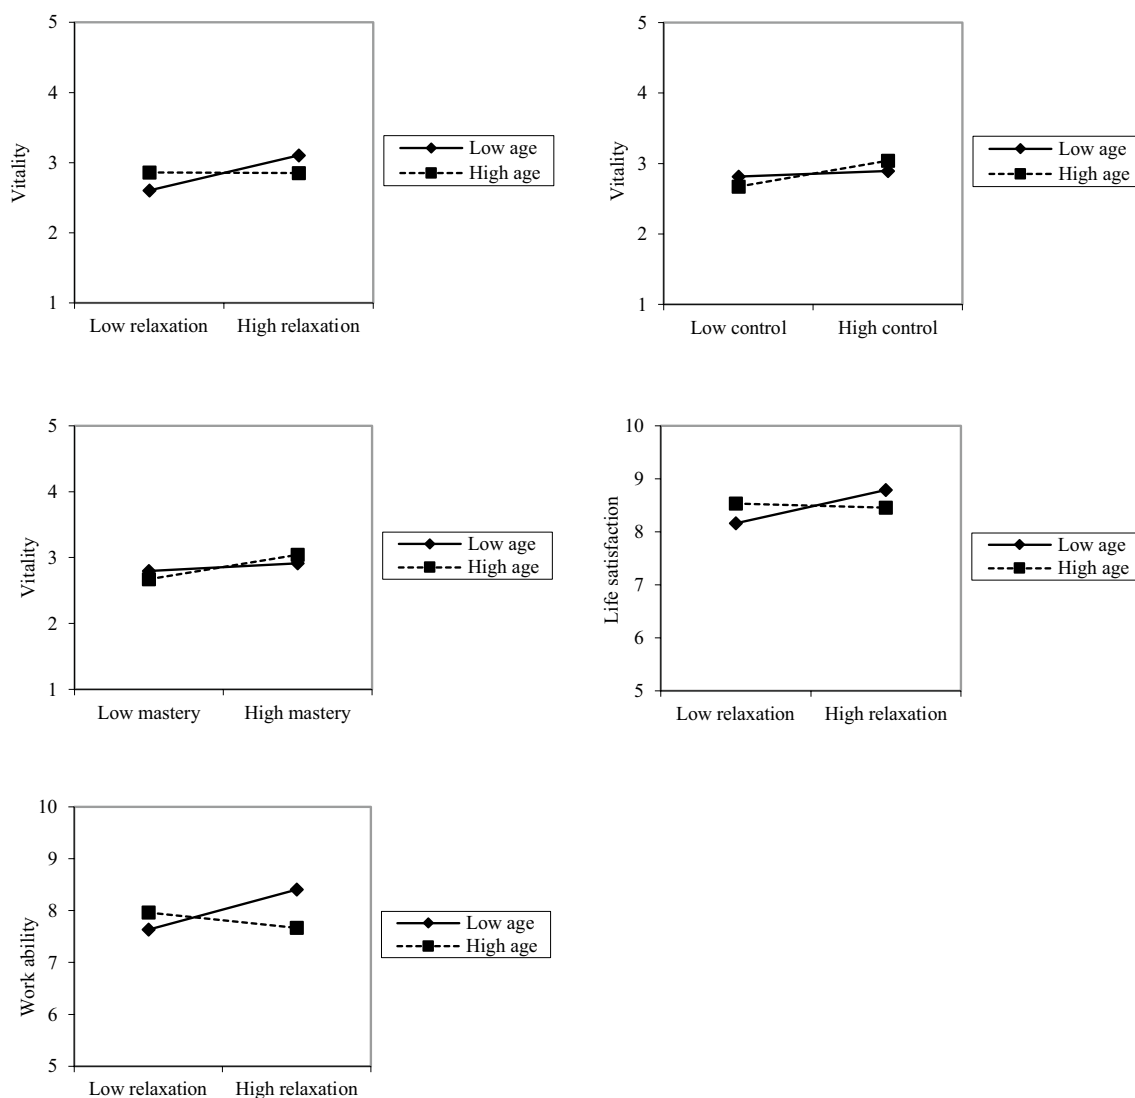 5
4
3
2
1
Vitality
Low relaxation High relaxation
Low age
High age
5
4
3
2
1
Vitality
Low control High control
Low age
High age
5
4
3
2
1
Vitality
Low mastery High mastery
Low age
High age
10
9
8
7
6
5
Life satisfaction
Low relaxation High relaxation
Low age
High age
10
9
8
7
6
5
Work ability
Low relaxation High relaxation
Low age
High age